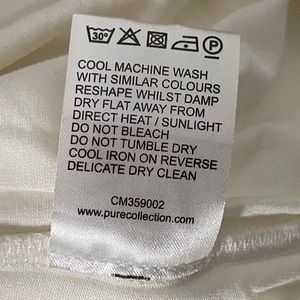 30°
P
COOL MACHINE WASH
WITH SIMILAR COLOURS
RESHAPE WHILST DAMP
DRY FLAT AWAY FROM
DIRECT HEAT / SUNLIGHT
DO NOT BLEACH
DO NOT TUMBLE DRY
COOL IRON ON REVERSE
DELICATE DRY CLEAN
CM359002
www.purecollection.com